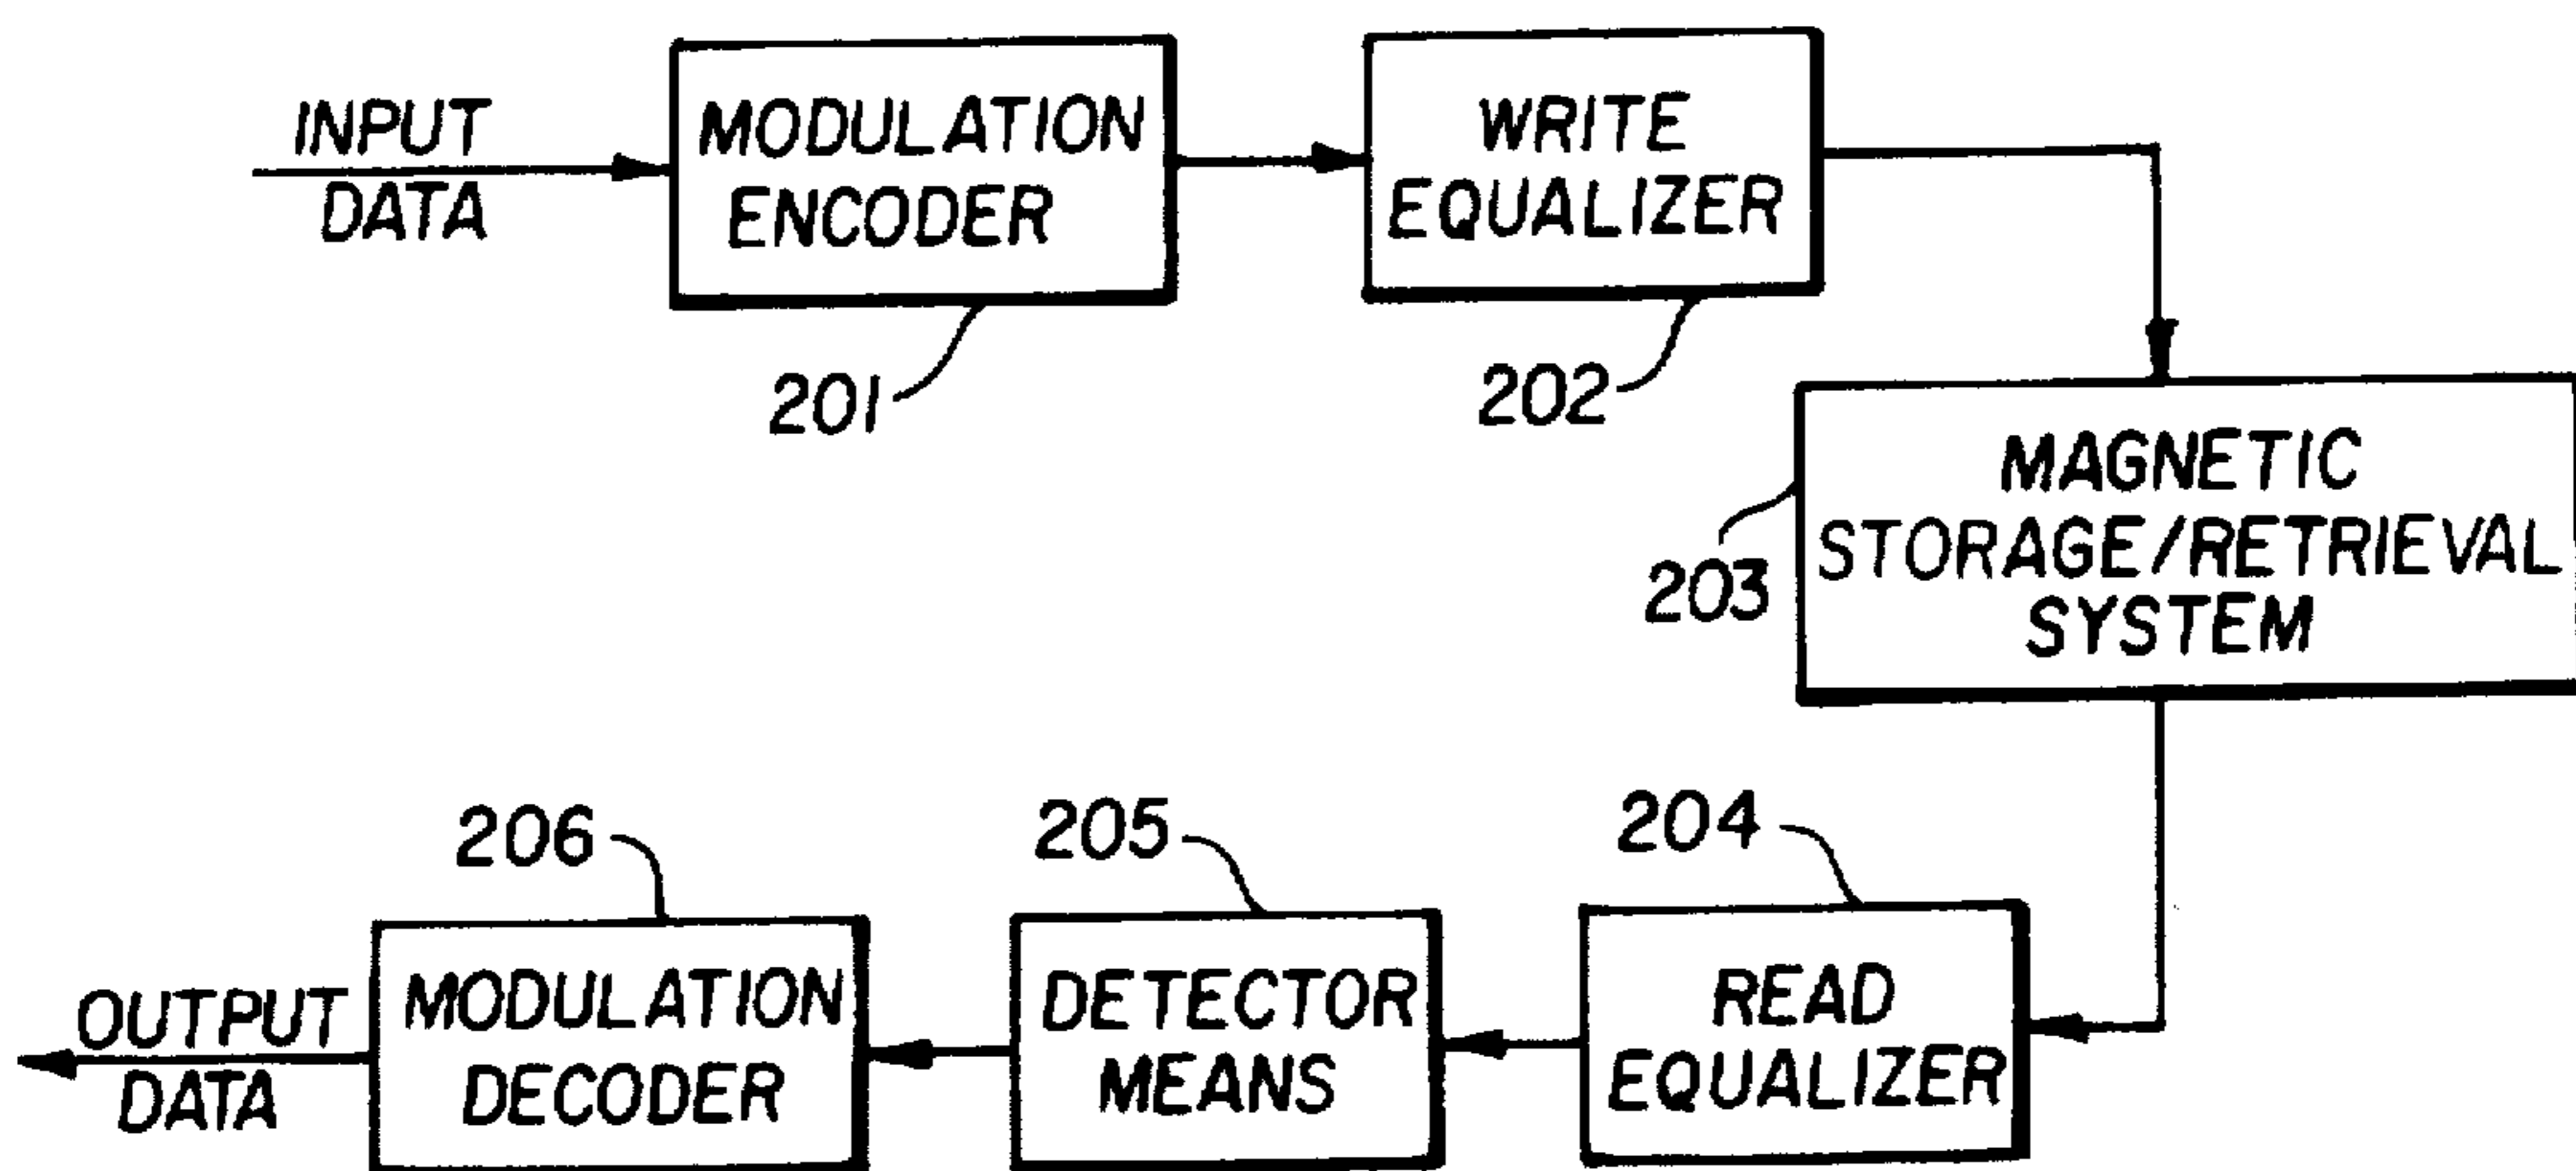 INPUT
DATA
MODULATION
ENCODER
201
WRITE
EQUALIZER
202
MAGNETIC
STORAGE/RETRIEVAL
SYSTEM
203
204
READ
EQUALIZER
205
DETECTOR
MEANS
206
MODULATION
DECODER
OUTPUT
DATA